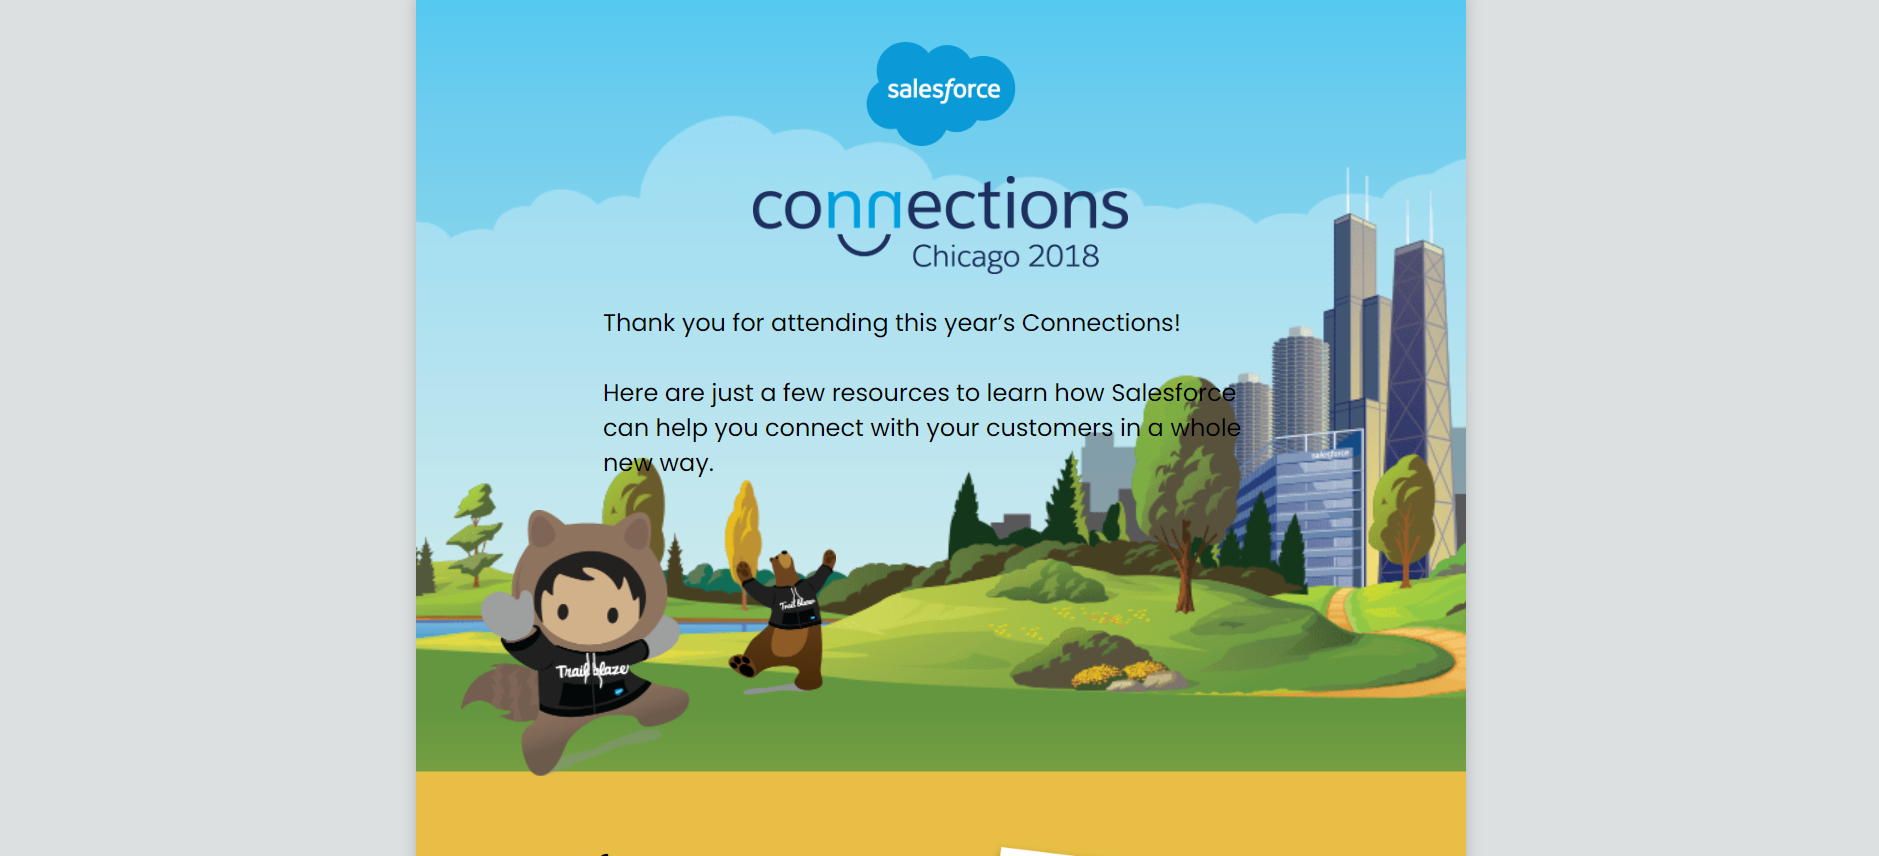 salesforce
connections
Chicago 2018
Thank you for attending this year’s Connections!
Here are just a few resources to learn how Salesforce
can help you connect with your customers in a whole
new way.
salesforce
Trailblazer
Trailblaze